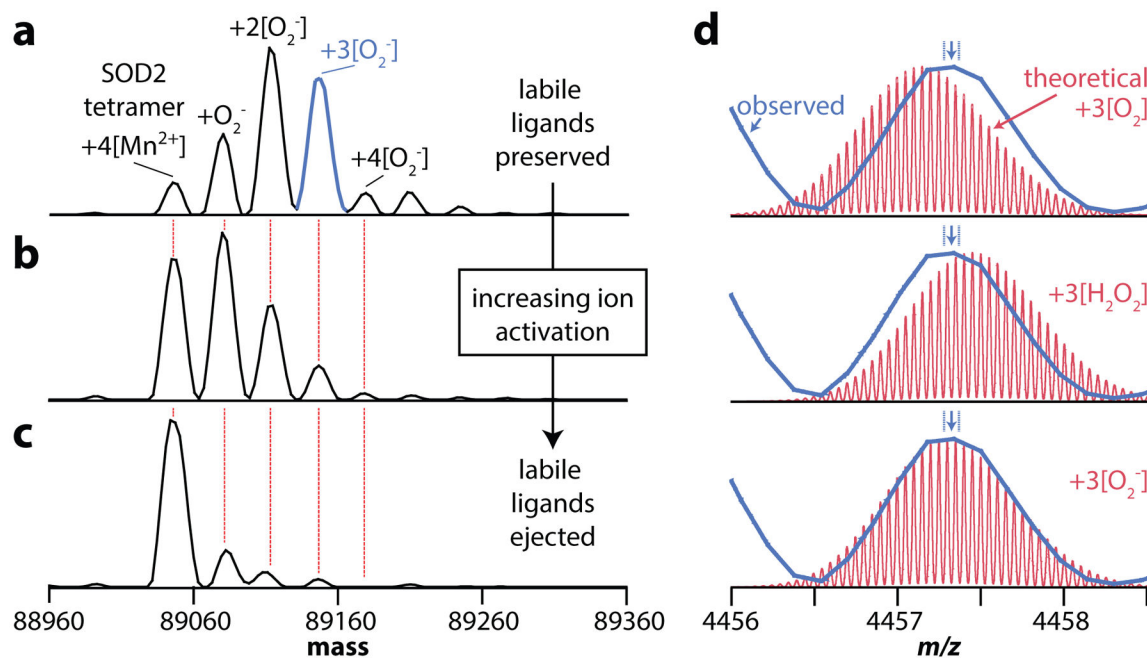 a
SOD2
tetramer
+4[Mn²⁺]
+O₂⁻
+2[O₂⁻]
+3[O₂⁻]
+4[O₂⁻]
labile
ligands
preserved
b
increasing ion
activation
c
labile
ligands
ejected
88960 89060 89160 89260 89360
mass
d
observed
theoretical
+3[O₂]
+3[H₂O₂]
+3[O₂⁻]
4456 4457 4458
m/z